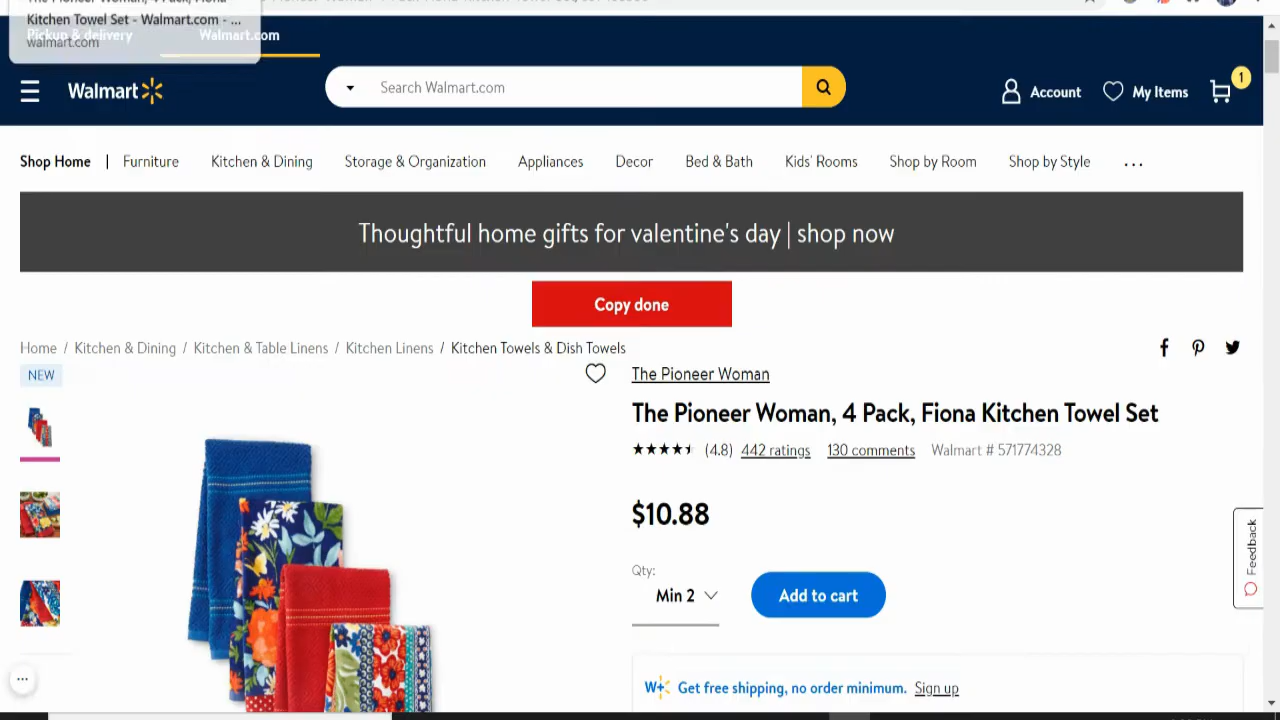 Kitchen Towel Set - Walmart.com - ...
walmart.com
Pickup & delivery
Walmart.com
Walmart
Search Walmart.com
Account
My Items
1
Shop Home | Furniture Kitchen & Dining Storage & Organization Appliances Decor Bed & Bath Kids' Rooms Shop by Room Shop by Style ...
Thoughtful home gifts for valentine's day | shop now
Copy done
Home / Kitchen & Dining / Kitchen & Table Linens / Kitchen Linens / Kitchen Towels & Dish Towels
NEW
The Pioneer Woman
The Pioneer Woman, 4 Pack, Fiona Kitchen Towel Set
(4.8) 442 ratings 130 comments Walmart # 571774328
$10.88
Qty:
Min 2
Add to cart
Feedback
W+ Get free shipping, no order minimum. Sign up